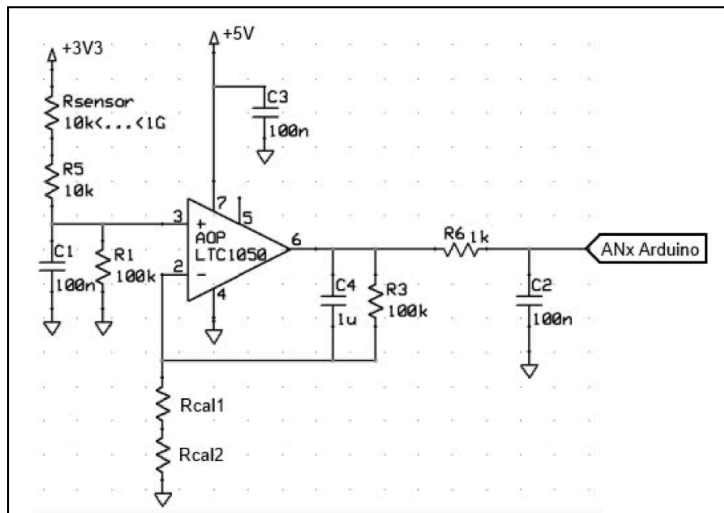 +5V
+3V3
C3
100n
Rsensor
10k<...<1G
R5
10k
7
3
+
5
AOP
LTC1050
6
R6
1k
ANx Arduino
C1
100n
R1
100k
2
-
4
C4
1u
R3
100k
C2
100n
Rcal1
Rcal2